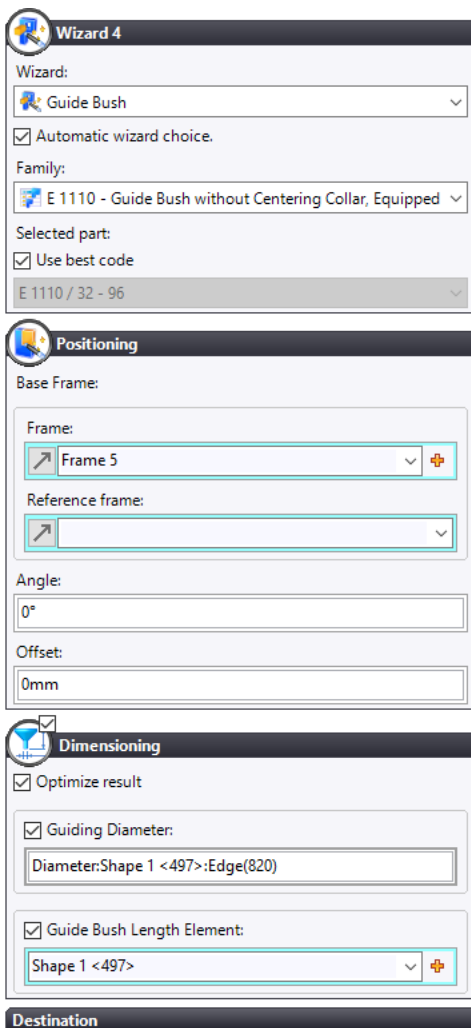 Wizard 4
Wizard:
Guide Bush
Automatic wizard choice.
Family:
E 1110 - Guide Bush without Centering Collar, Equipped
Selected part:
Use best code
E 1110 / 32 - 96
Positioning
Base Frame:
Frame:
Frame 5
Reference frame:
Angle:
0°
Offset:
0mm
Dimensioning
Optimize result
Guiding Diameter:
Diameter:Shape 1 <497>:Edge(820)
Guide Bush Length Element:
Shape 1 <497>
Destination